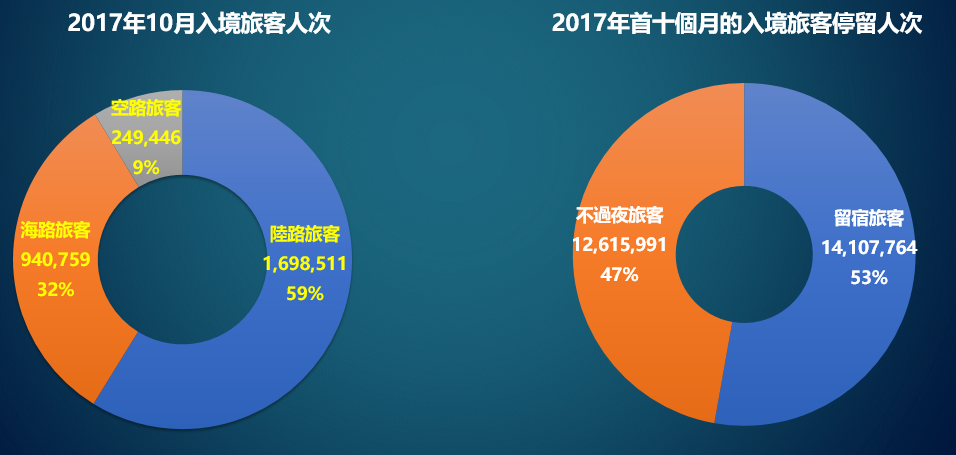 2017年10月入境旅客人次
空路旅客
249,446
9%
海路旅客
940,759
32%
陸路旅客
1,698,511
59%
2017年首十個月的入境旅客停留人次
不過夜旅客
12,615,991
47%
留宿旅客
14,107,764
53%